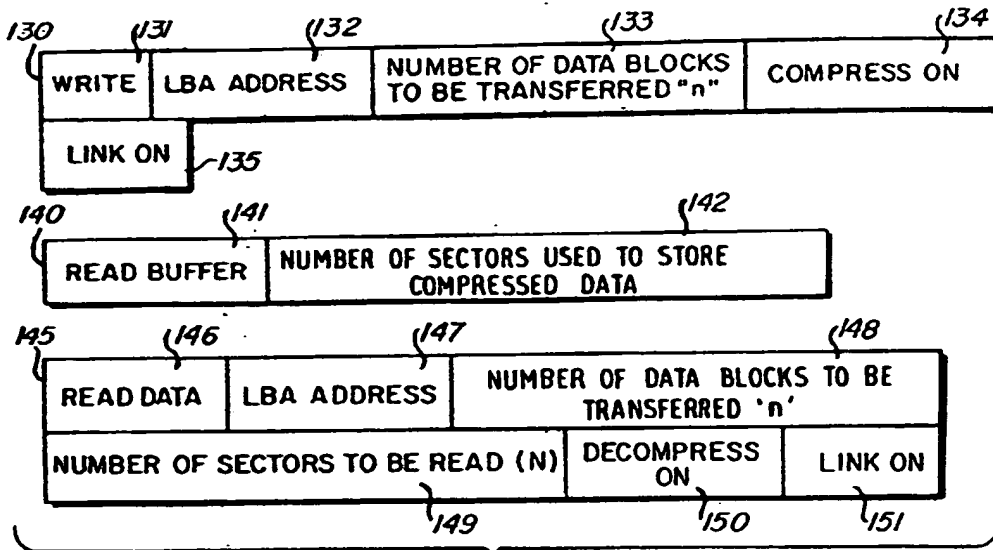 130 131 132 133 134
WRITE LBA ADDRESS NUMBER OF DATA BLOCKS TO BE TRANSFERRED "n" COMPRESS ON
LINK ON 135
140 141 142
READ BUFFER NUMBER OF SECTORS USED TO STORE COMPRESSED DATA
145 146 147 148
READ DATA LBA ADDRESS NUMBER OF DATA BLOCKS TO BE TRANSFERRED 'n'
NUMBER OF SECTORS TO BE READ (N) DECOMPRESS ON LINK ON
149 150 151